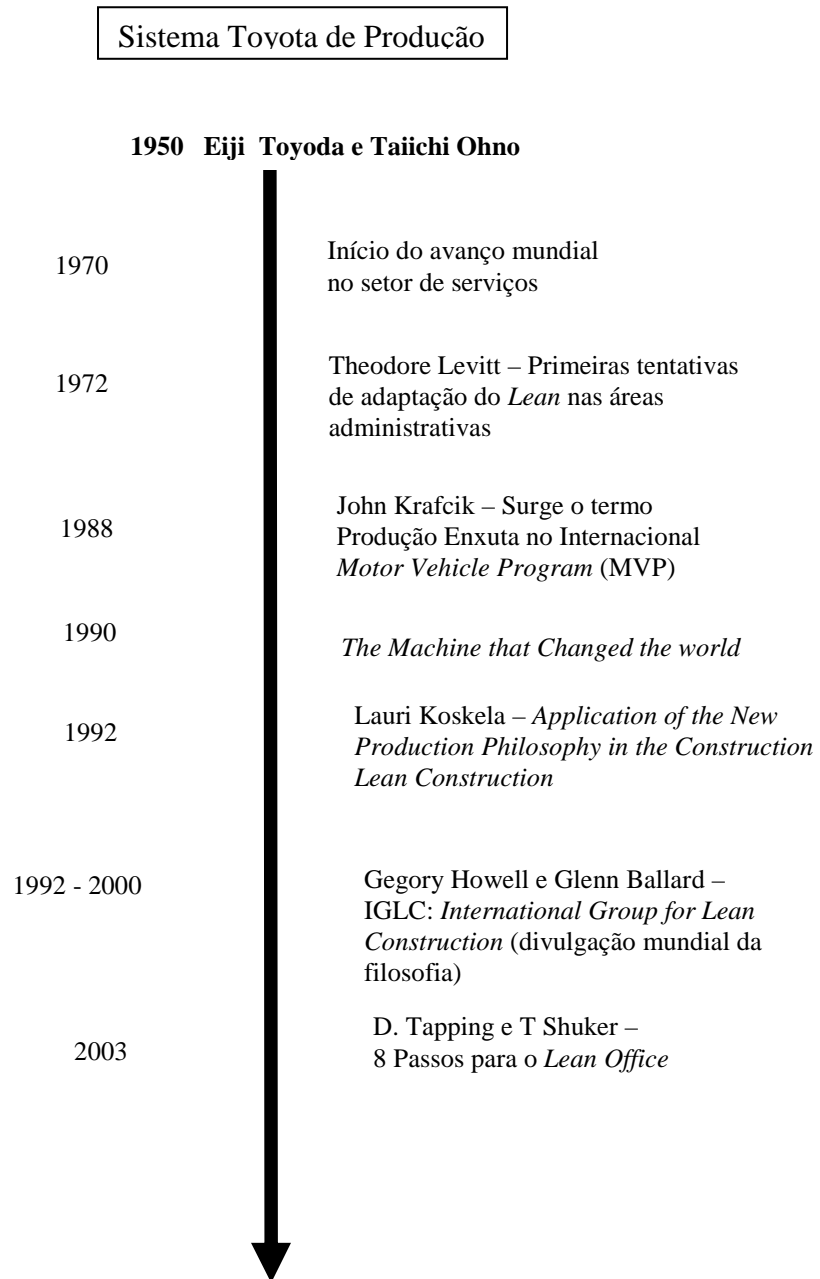 Sistema Toyota de Produção
1950 Eiji Toyoda e Taiichi Ohno
1970
Início do avanço mundial
no setor de serviços
1972
Theodore Levitt – Primeiras tentativas
de adaptação do Lean nas áreas
administrativas
1988
John Krafcik – Surge o termo
Produção Enxuta no Internacional
Motor Vehicle Program (MVP)
1990
The Machine that Changed the world
1992
Lauri Koskela – Application of the New
Production Philosophy in the Construction
Lean Construction
1992 - 2000
Gegory Howell e Glenn Ballard –
IGLC: International Group for Lean
Construction (divulgação mundial da
filosofia)
2003
D. Tapping e T Shuker –
8 Passos para o Lean Office